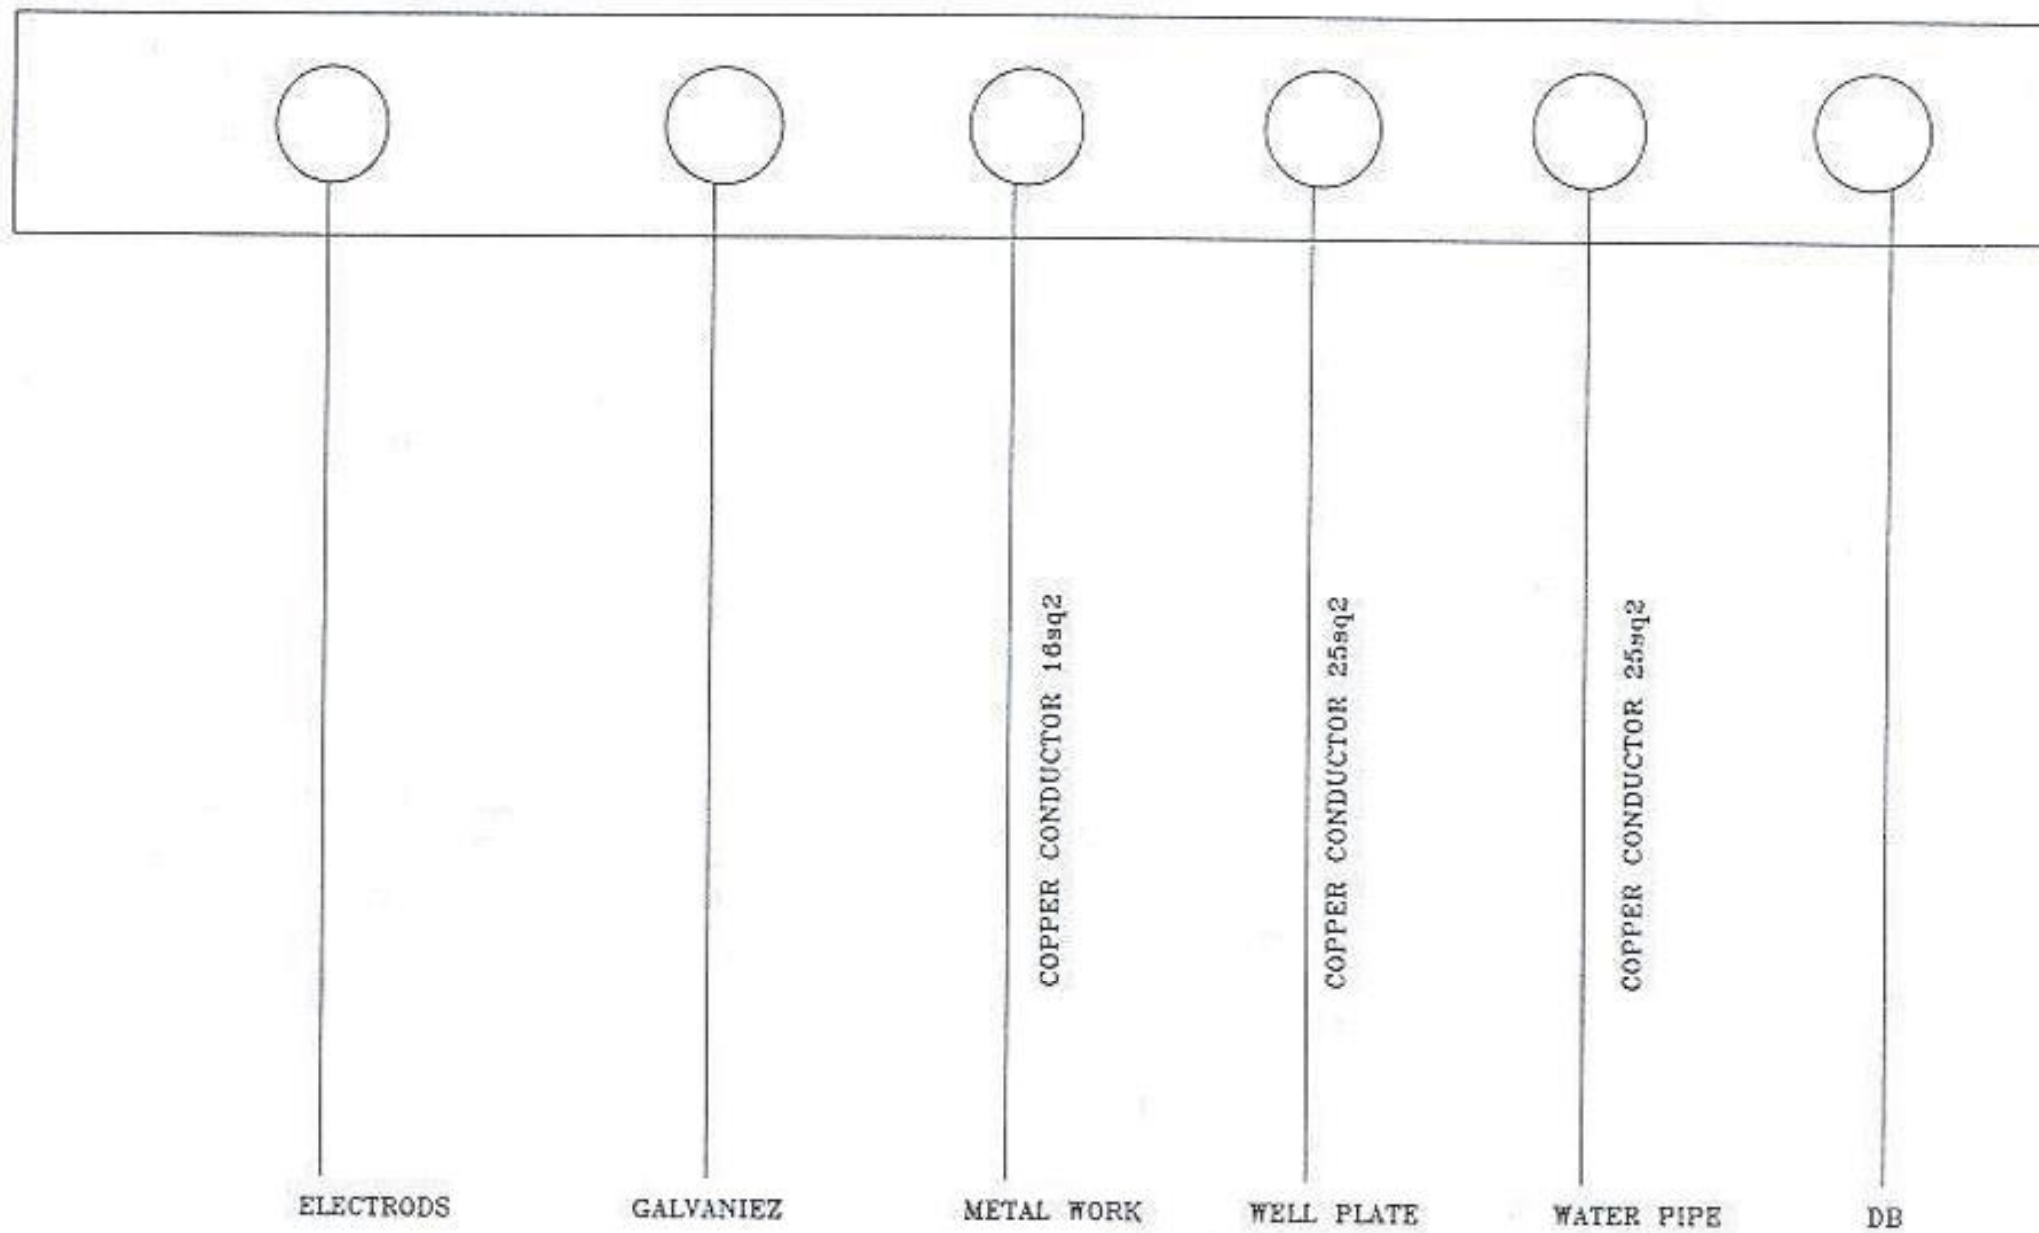 COPPER CONDUCTOR 16sq2
COPPER CONDUCTOR 25sq2
COPPER CONDUCTOR 25sq2
ELECTRODS
GALVANIEZ
METAL WORK
WELL PLATE
WATER PIPE
DB